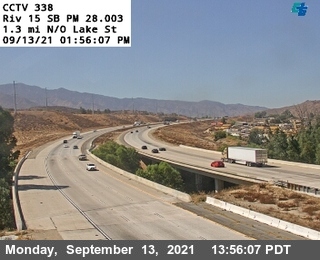 CCTV 338
Riv 15 SB PM 28.003
1.3 mi N/O Lake St
09/13/21 01:56:07 PM
Monday, September 13, 2021 13:56:07 PDT